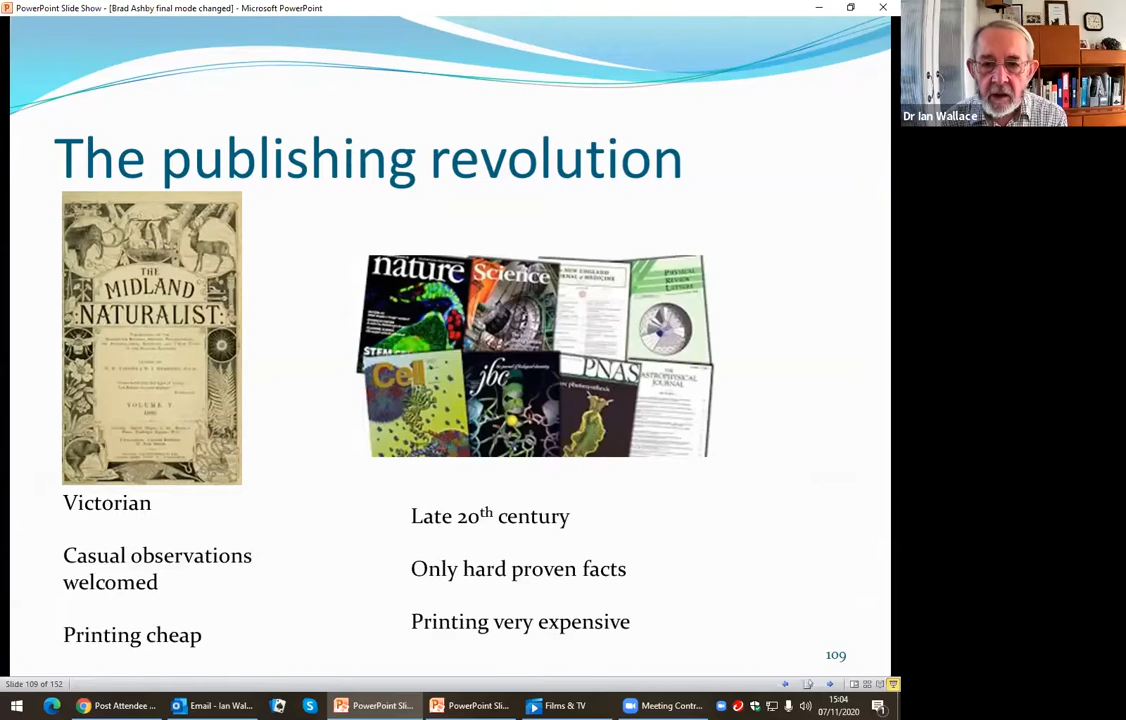 PowerPoint Slide Show - [Brad Ashby final mode changed] - Microsoft PowerPoint
Dr Ian Wallace
The publishing revolution
THE
MIDLAND
NATURALIST:
VOLUME V
nature
Science
NEW ENGLAND
JOURNAL of MEDICINE
PHYSICAL
REVIEW
LETTERS
STEM
Cell
jbc
PNAS
photosynthesis
ASTROPHYSICAL
JOURNAL
Victorian
Casual observations
welcomed
Printing cheap
Late 20th century
Only hard proven facts
Printing very expensive
109
Slide 109 of 152
Post Attendee ...
Email - Ian Wal...
PowerPoint Sli...
PowerPoint Sli...
Films & TV
Meeting Contr...
15:04
07/11/2020